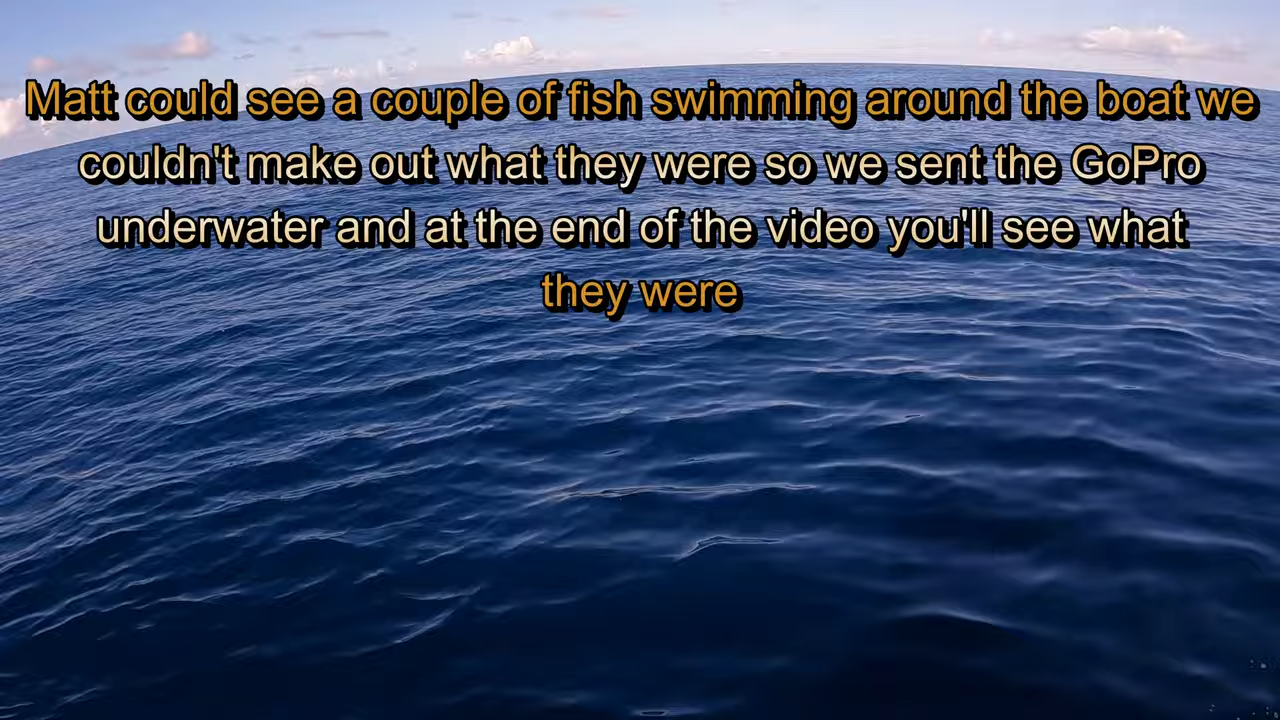 Matt could see a couple of fish swimming around the boat we
couldn't make out what they were so we sent the GoPro
underwater and at the end of the video you'll see what
they were